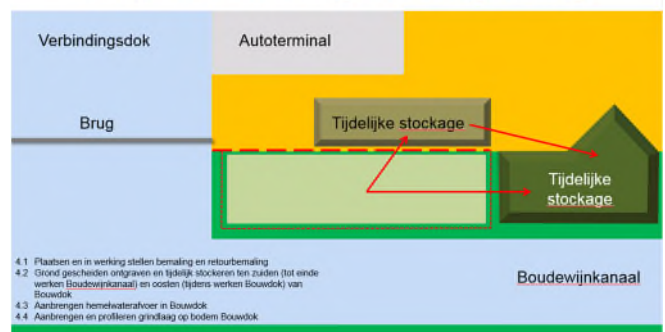 Verbindingsdok
Autoterminal
Brug
Tijdelijke stockage
Tijdelijke
stockage
4.1 Plaatsen en in werking stellen bemaling en retourbemaling
4.2 Grond gescheiden ontgraven en tijdelijk stockeren ten zuiden (tot einde
werken Boudewijnkanaal) en oosten (tijdens werken Bouwdok) van
Bouwdok
4.3 Aanbrengen hemelwaterafvoer in Bouwdok
4.4 Aanbrengen en profileren grindlaag op bodem Bouwdok
Boudewijnkanaal